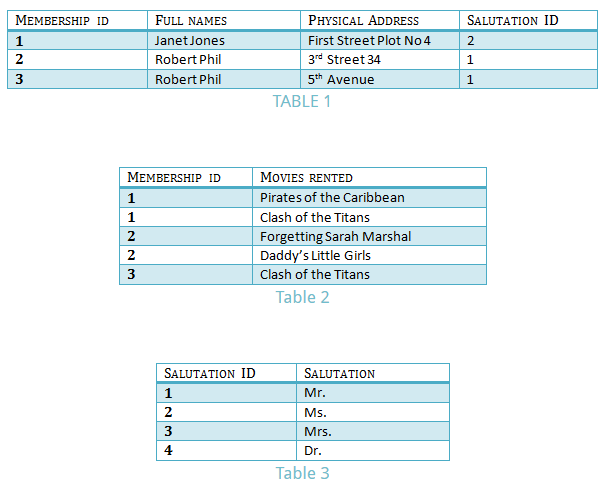 MEMBERSHIP ID FULL NAMES PHYSICAL ADDRESS SALUTATION ID
1 Janet Jones First Street Plot No 4 2
2 Robert Phil 3rd Street 34 1
3 Robert Phil 5th Avenue 1
TABLE 1
MEMBERSHIP ID MOVIES RENTED
1 Pirates of the Caribbean
1 Clash of the Titans
2 Forgetting Sarah Marshal
2 Daddy's Little Girls
3 Clash of the Titans
Table 2
SALUTATION ID SALUTATION
1 Mr.
2 Ms.
3 Mrs.
4 Dr.
Table 3